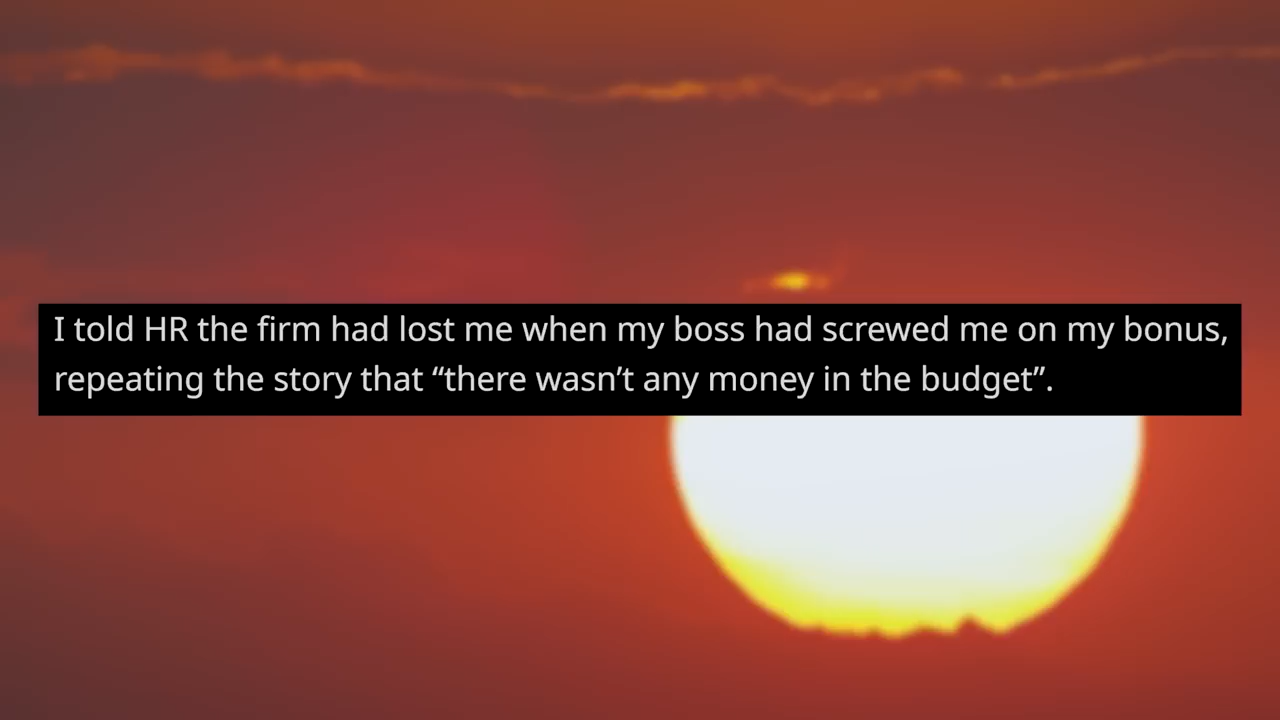 I told HR the firm had lost me when my boss had screwed me on my bonus,
repeating the story that “there wasn’t any money in the budget”.